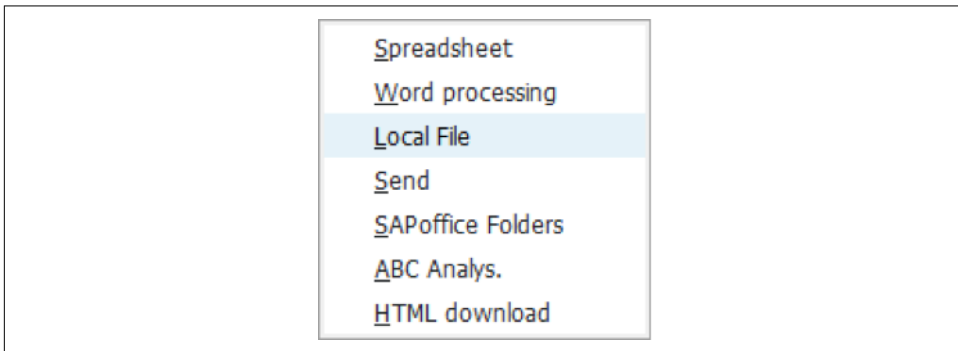 Spreadsheet
Word processing
Local File
Send
SAPoffice Folders
ABC Analys.
HTML download